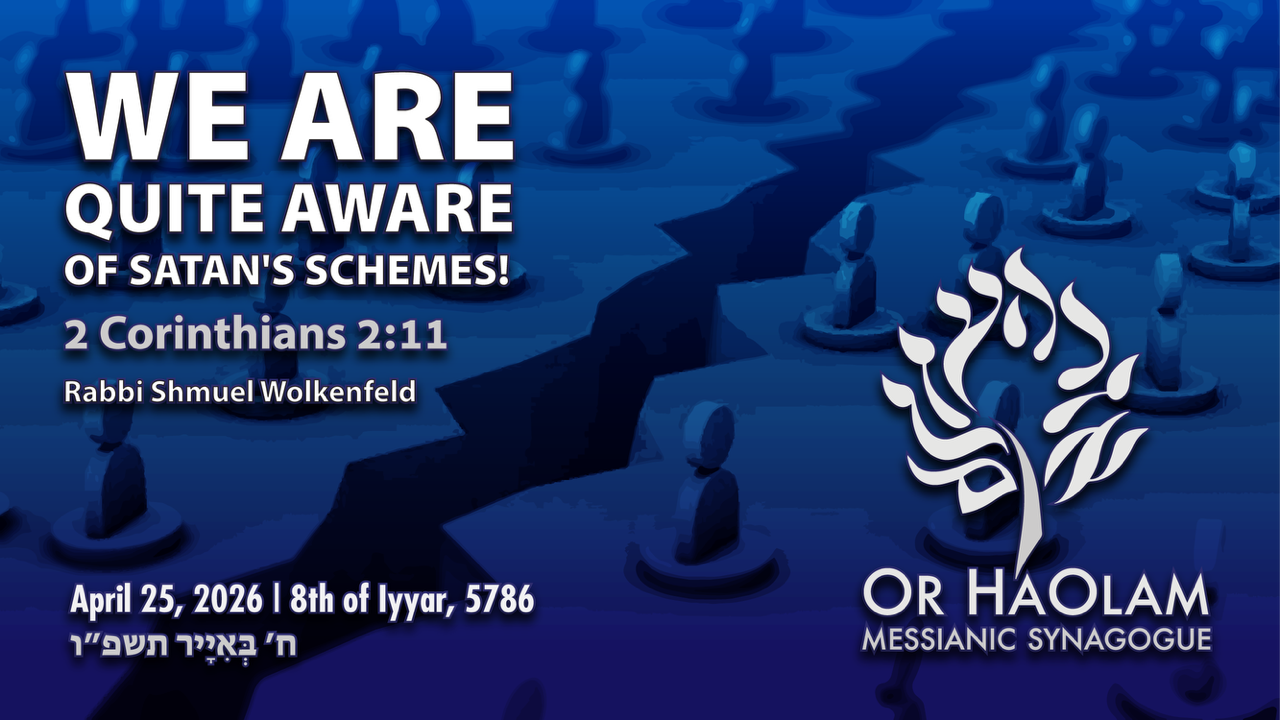 WE ARE
QUITE AWARE
OF SATAN'S SCHEMES!
2 Corinthians 2:11
Rabbi Shmuel Wolkenfeld
April 25, 2026 | 8th of Iyyar, 5786
ח׳ בְּאִיָּיר תשפ״ו
OR HAOLAM
MESSIANIC SYNAGOGUE